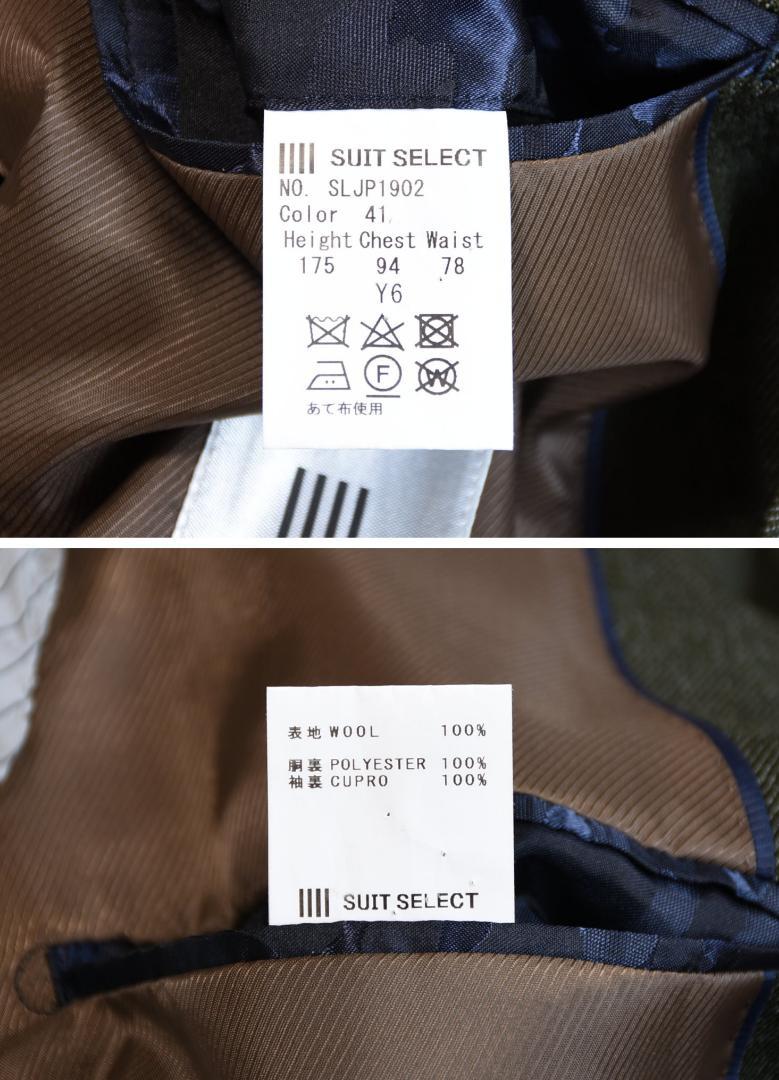 SUIT SELECT
NO. SLJP1902
Color 41
Height Chest Waist
175 94 78
Y6
F W
あて布使用
表地 WOOL 100%
胴裏 POLYESTER 100%
袖裏 CUPRO 100%
SUIT SELECT